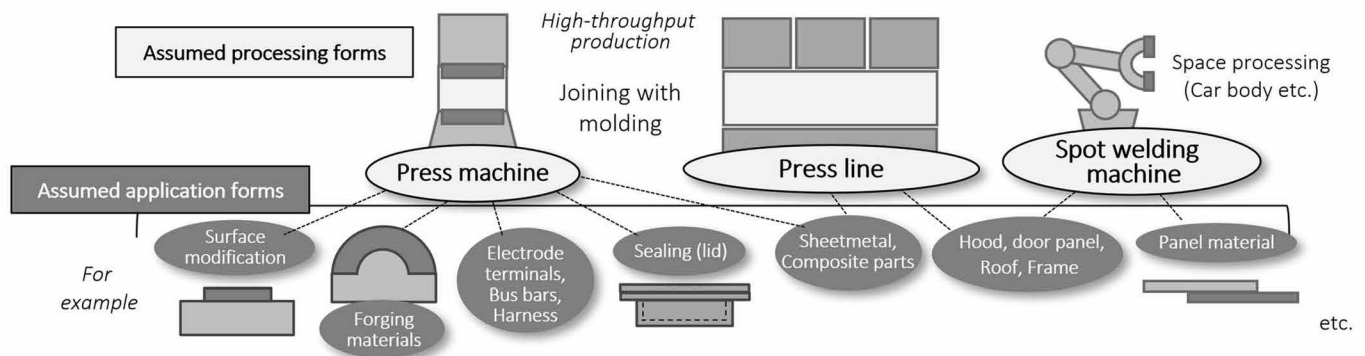 Assumed processing forms
High-throughput
production
Joining with
molding
Space processing
(Car body etc.)
Press machine
Press line
Spot welding
machine
Assumed application forms
For
example
Surface
modification
Forging
materials
Electrode
terminals,
Bus bars,
Harness
Sealing (lid)
Sheetmetal,
Composite parts
Hood, door panel,
Roof, Frame
Panel material
etc.